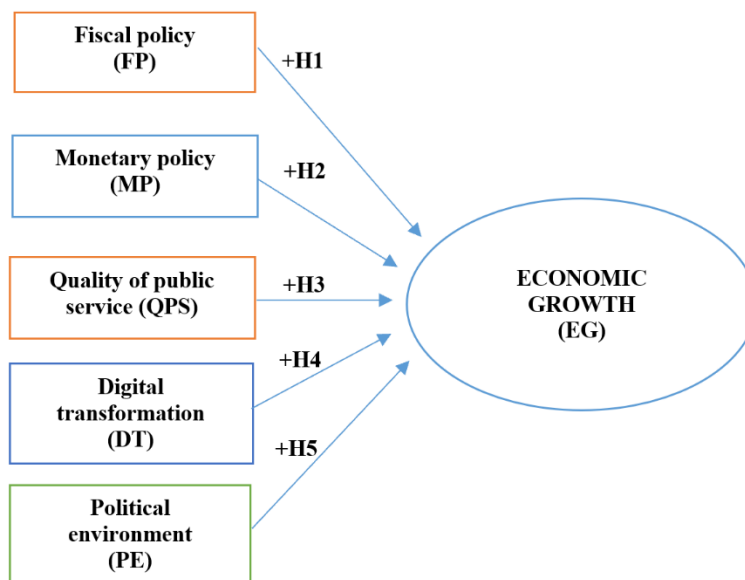 Fiscal policy
(FP)
+H1
Monetary policy
(MP)
+H2
Quality of public
service (QPS)
+H3
ECONOMIC
GROWTH
(EG)
Digital
transformation
(DT)
+H4
Political
environment
(PE)
+H5